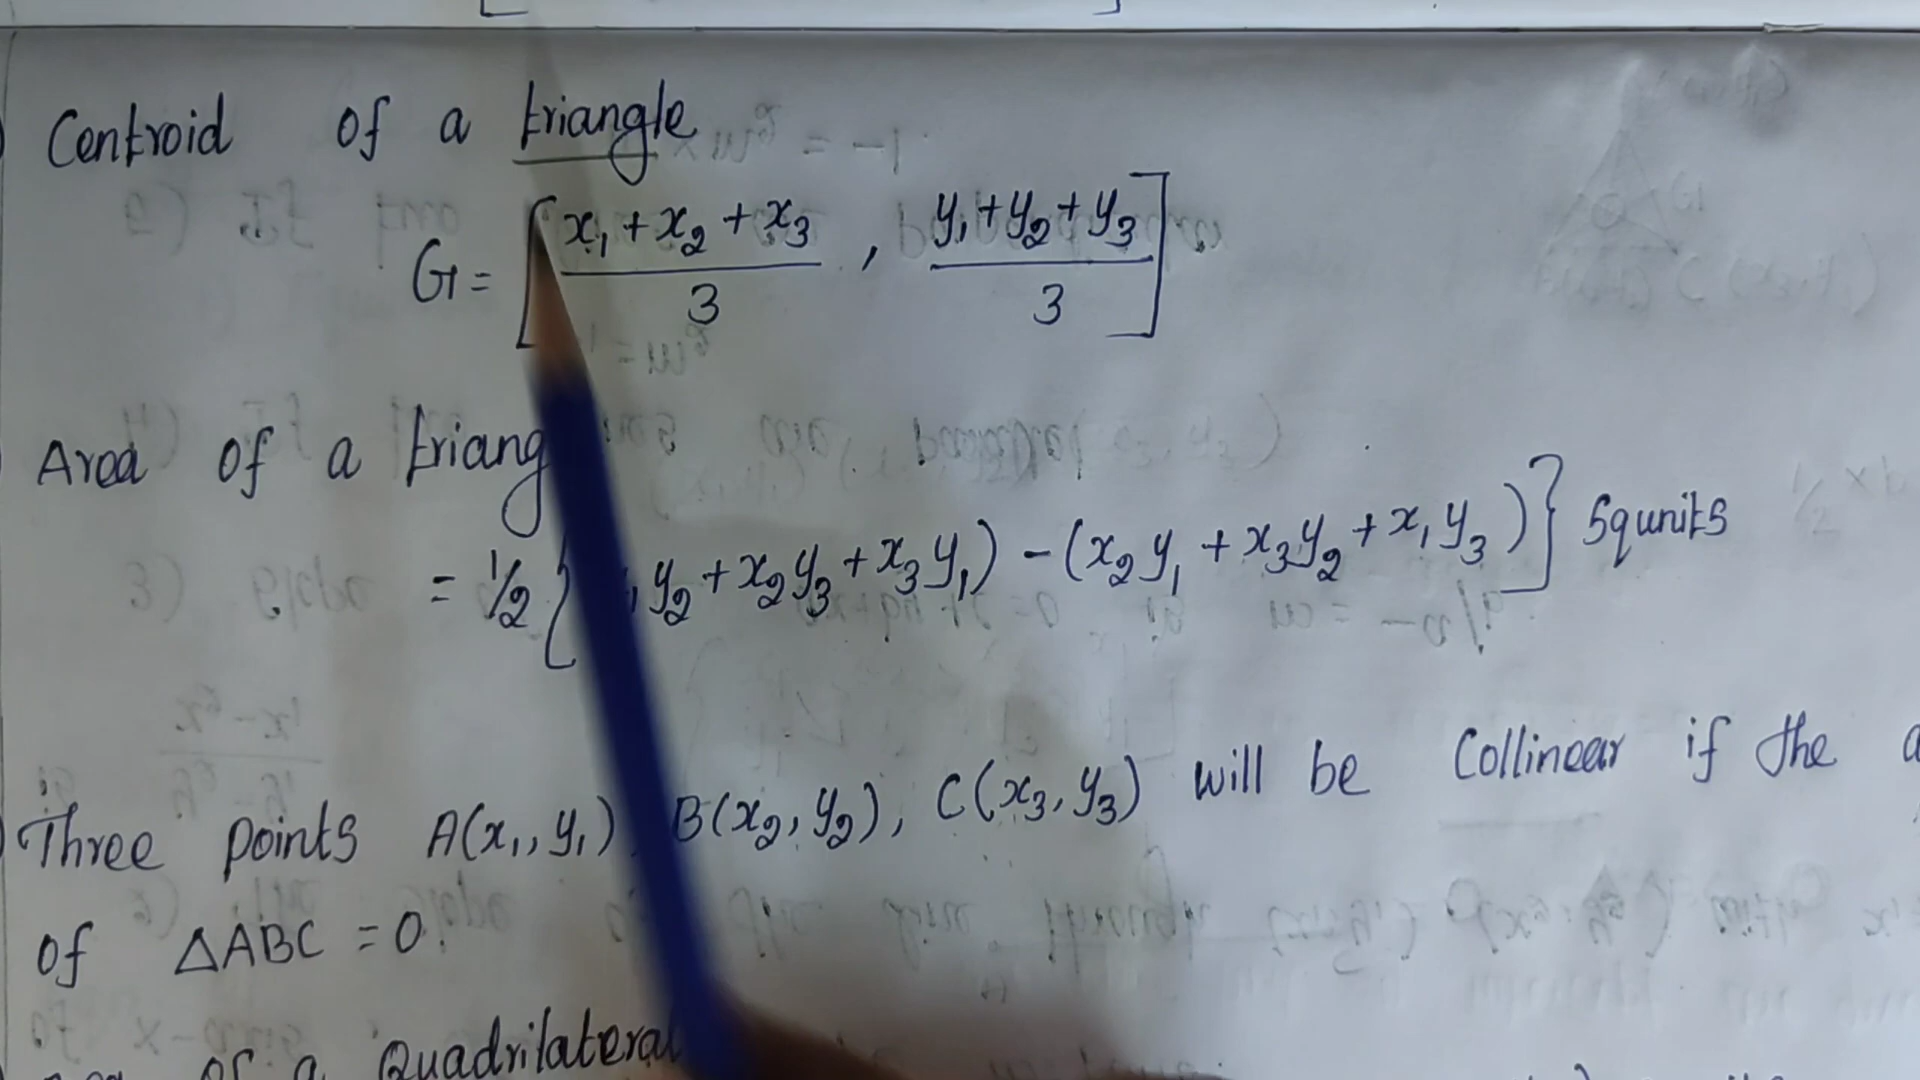 Centroid of a triangle
G = [x₁ + x₂ + x₃ / 3 , y₁ + y₂ + y₃ / 3]
Area of a triang
= 1/2 { y₂ + x₂y₃ + x₃y₁) - (x₂y₁ + x₃y₂ + x₁y₃)} Squnits
Three points A(x₁, y₁) B(x₂, y₂), C(x₃, y₃) will be Collinear if the
of △ABC = 0
of a Quadrilateral